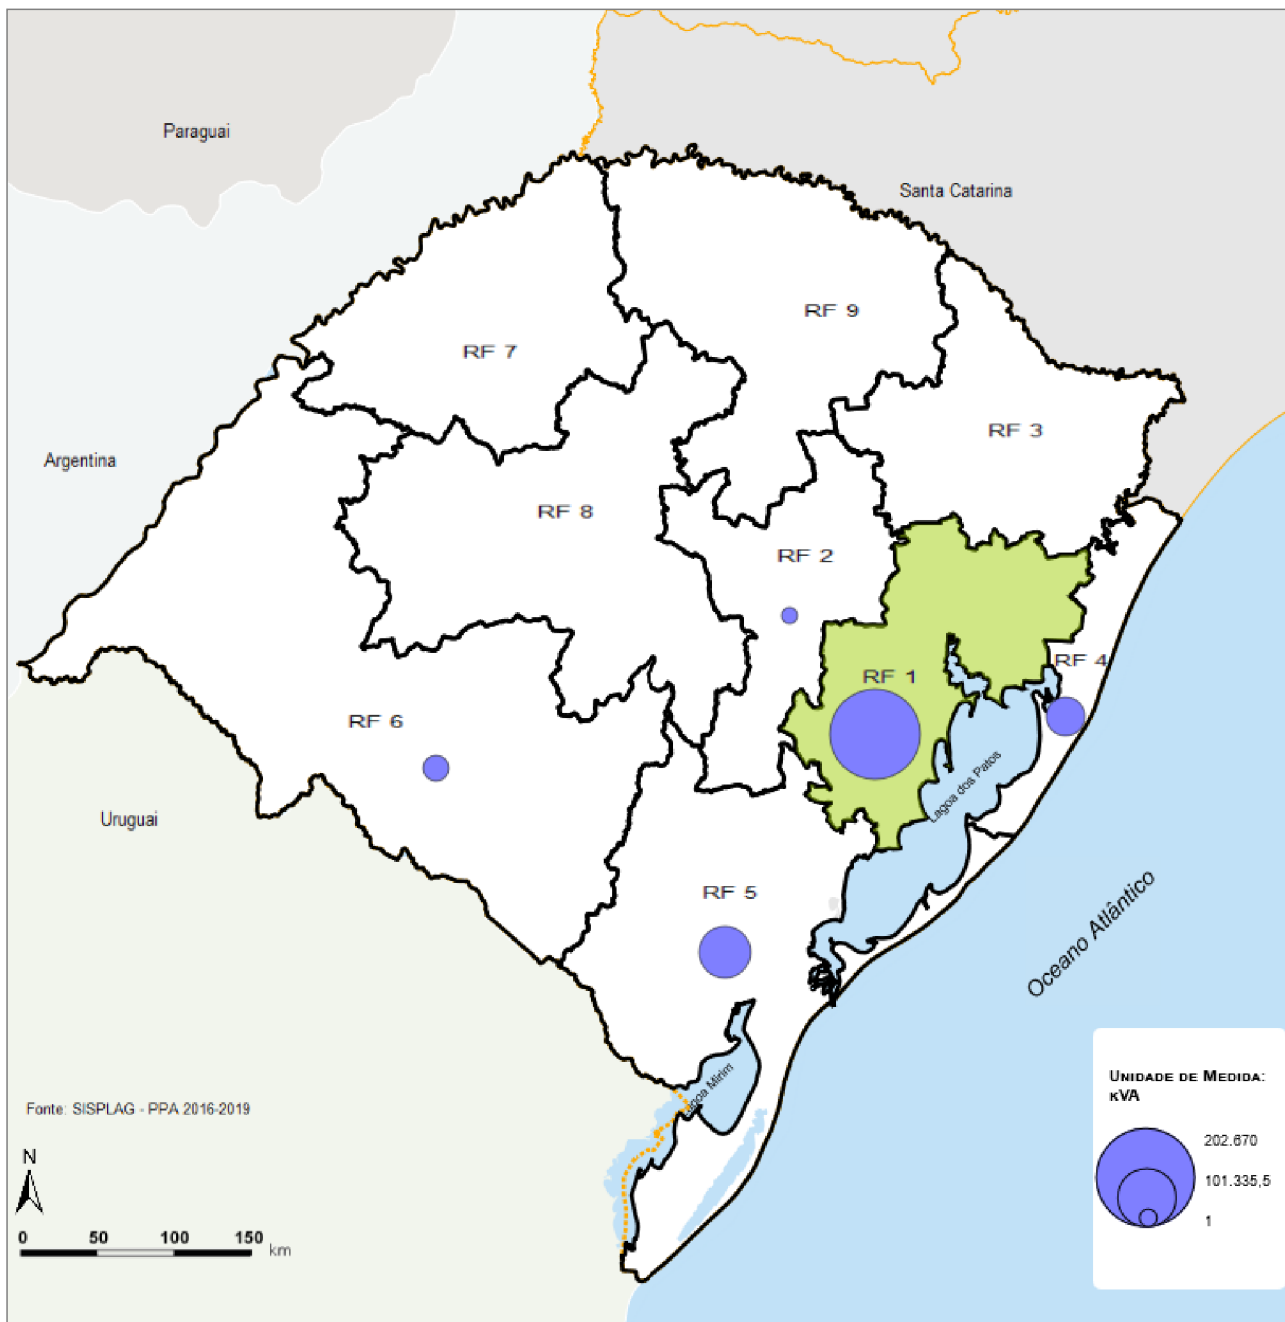 Paraguai
Santa Catarina
RF 9
RF 7
RF 3
Argentina
RF 8
RF 2
RF 4
RF 1
RF 6
Lagoa dos Patos
Uruguai
RF 5
Oceano Atlântico
Lagoa Mirim
Fonte: SISPLAG - PPA 2016-2019
N
0 50 100 150 km
UNIDADE DE MEDIDA:
KVA
202.670
101.335,5
1